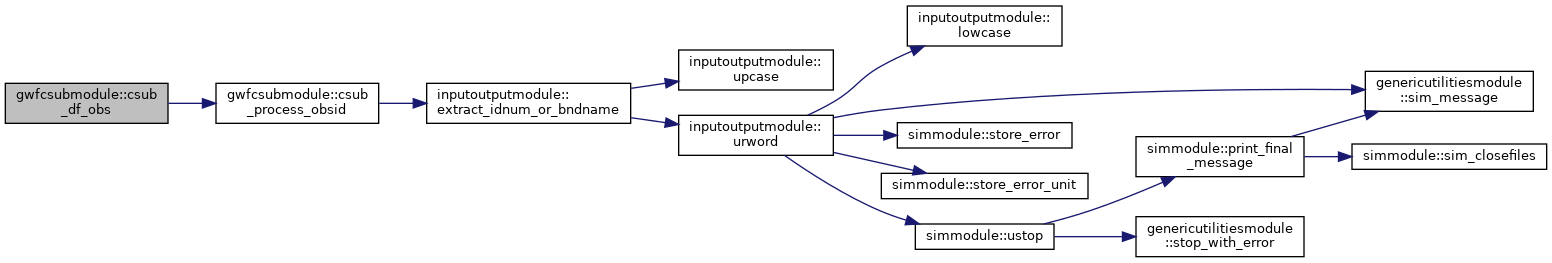 gwfcsubmodule::csub
_df_obs
gwfcsubmodule::csub
_process_obsid
inputoutputmodule::
extract_idnum_or_bndname
inputoutputmodule::
upcase
inputoutputmodule::
urword
inputoutputmodule::
lowcase
simmodule::store_error
simmodule::store_error_unit
simmodule::ustop
genericutilitiesmodule
::sim_message
simmodule::print_final
_message
simmodule::sim_closefiles
genericutilitiesmodule
::stop_with_error